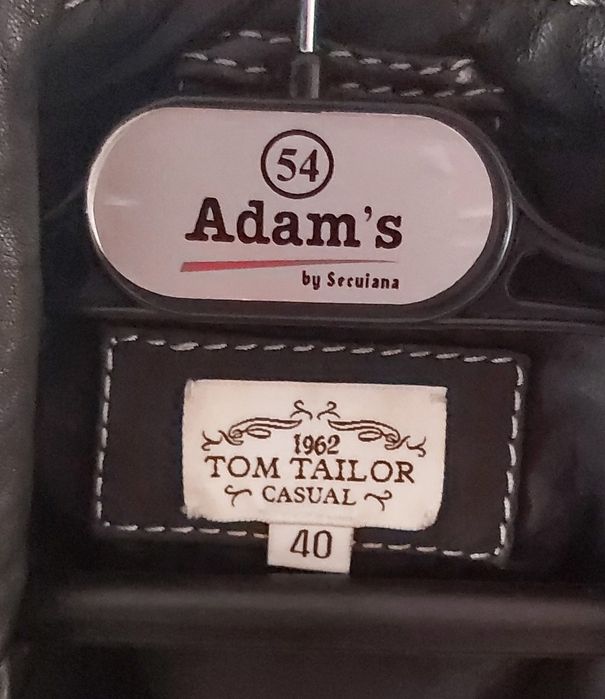 54
Adam's
by Secuiana
1962
TOM TAILOR
CASUAL
40